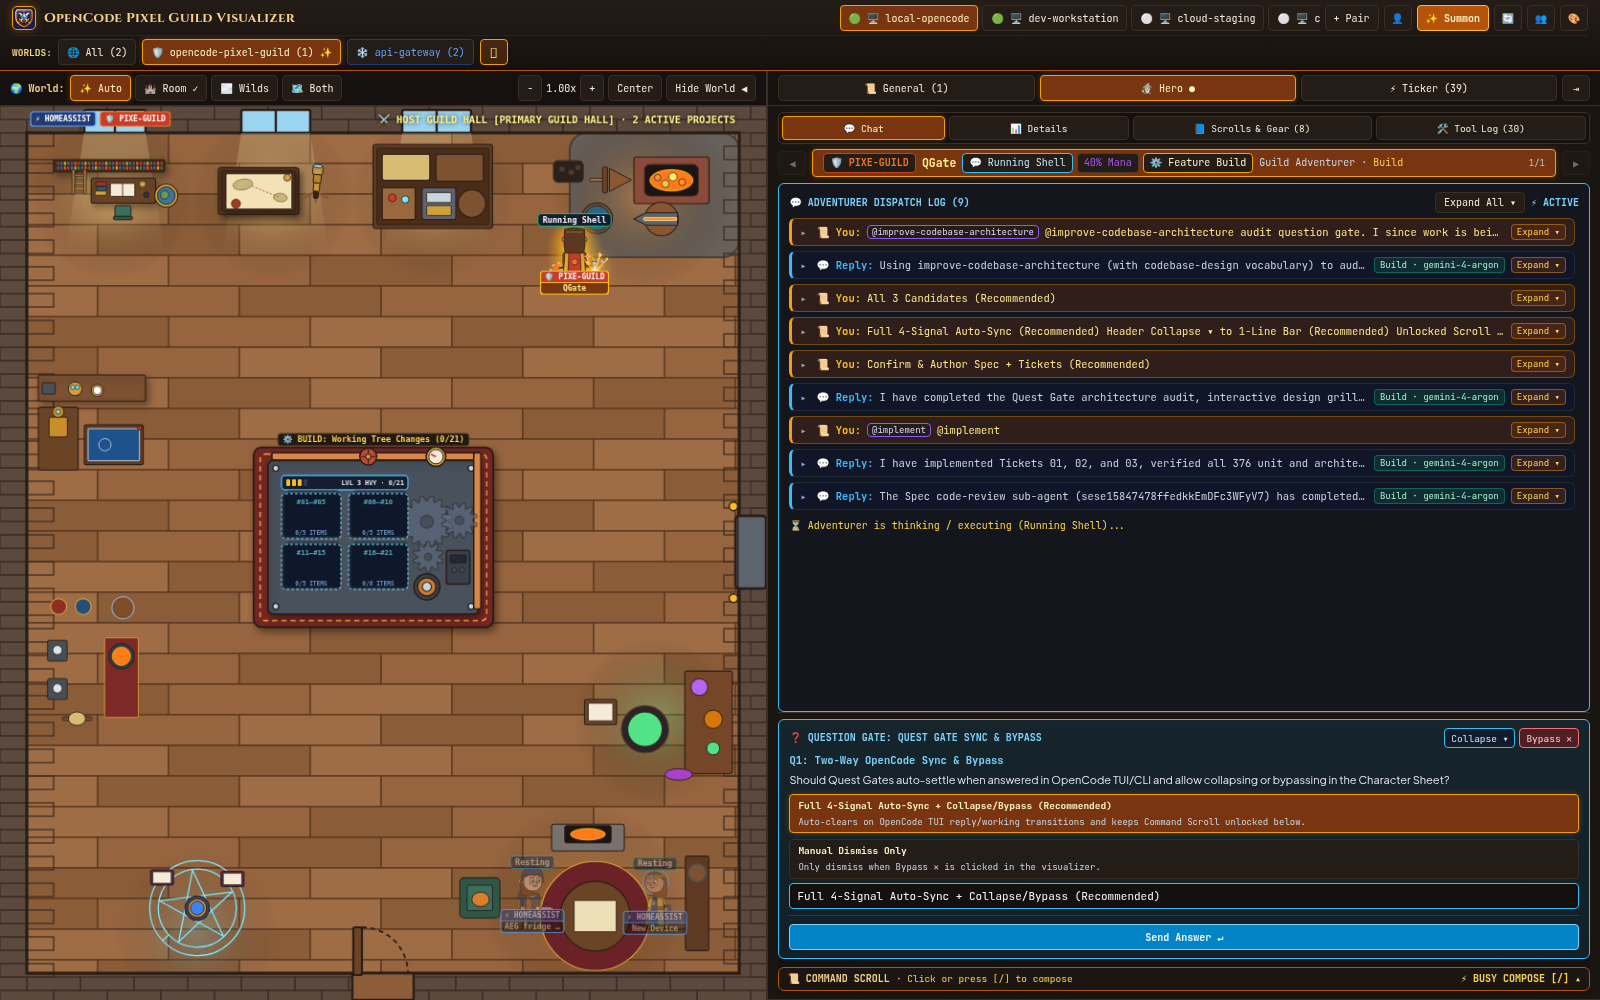 OpenCode Pixel Guild Visualizer
local-opencode
dev-workstation
cloud-staging
c
+ Pair
Summon
WORLDS:
All (2)
opencode-pixel-guild (1)
api-gateway (2)
World:
Auto
Room ✓
Wilds
Both
-
1.00x
+
Center
Hide World ◀
General (1)
Hero ●
Ticker (39)
HOMEASSIST
PIXE-GUILD
HOST GUILD HALL [PRIMARY GUILD HALL] · 2 ACTIVE PROJECTS
Running Shell
PIXE-GUILD
QGate
BUILD: Working Tree Changes (0/21)
LVL 3 HVY · 0/21
#01–#05
#06–#10
0/5 ITEMS
0/5 ITEMS
#11–#15
#16–#21
0/5 ITEMS
0/6 ITEMS
Resting
Resting
HOMEASSIST
AEG fridge …
HOMEASSIST
New Device
Chat
Details
Scrolls & Gear (8)
Tool Log (30)
PIXE-GUILD
QGate
Running Shell
40% Mana
Feature Build
Guild Adventurer · Build
1/1
ADVENTURER DISPATCH LOG (9)
Expand All ▾
ACTIVE
You: @improve-codebase-architecture @improve-codebase-architecture audit question gate. I since work is bei… Expand ▾
Reply: Using improve-codebase-architecture (with codebase-design vocabulary) to aud… Build · gemini-4-argon Expand ▾
You: All 3 Candidates (Recommended) Expand ▾
You: Full 4-Signal Auto-Sync (Recommended) Header Collapse ▾ to 1-Line Bar (Recommended) Unlocked Scroll … Expand ▾
You: Confirm & Author Spec + Tickets (Recommended) Expand ▾
Reply: I have completed the Quest Gate architecture audit, interactive design grill… Build · gemini-4-argon Expand ▾
You: @implement @implement Expand ▾
Reply: I have implemented Tickets 01, 02, and 03, verified all 376 unit and archite… Build · gemini-4-argon Expand ▾
Reply: The Spec code-review sub-agent (sese15847478ffedkkEmDFc3WFyV7) has completed… Build · gemini-4-argon Expand ▾
Adventurer is thinking / executing (Running Shell)...
QUESTION GATE: QUEST GATE SYNC & BYPASS
Collapse ▾
Bypass ✕
Q1: Two-Way OpenCode Sync & Bypass
Should Quest Gates auto-settle when answered in OpenCode TUI/CLI and allow collapsing or bypassing in the Character Sheet?
Full 4-Signal Auto-Sync + Collapse/Bypass (Recommended)
Auto-clears on OpenCode TUI reply/working transitions and keeps Command Scroll unlocked below.
Manual Dismiss Only
Only dismiss when Bypass ✕ is clicked in the visualizer.
Full 4-Signal Auto-Sync + Collapse/Bypass (Recommended)
Send Answer ↵
COMMAND SCROLL · Click or press [/] to compose
BUSY COMPOSE [/] ▴